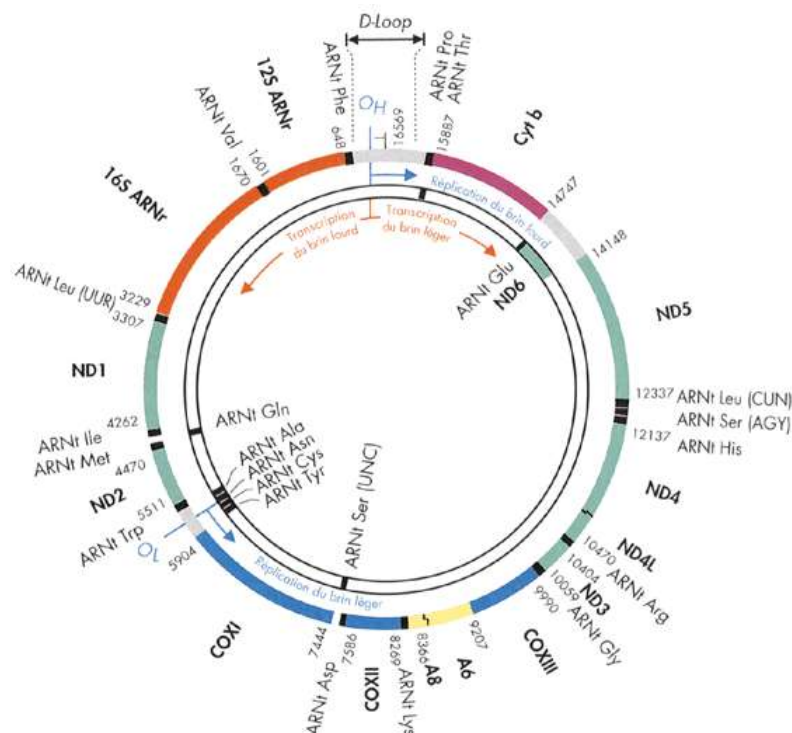 D-Loop
ARNt Phe
ARNt Pro
ARNt Thr
12S ARNr
OH
16569
648
15887
Cyt b
ARNt Val
1601
1670
14747
16S ARNr
Réplication du brin lourd
14148
Transcription
du brin lourd
Transcription
du brin léger
ARNt Glu
ND6
ARNt Leu (UUR)
3229
3307
ND5
ND1
12337
ARNt Leu (CUN)
ARNt Ser (AGY)
12137
ARNt His
4262
ARNt Gln
ARNt Ile
ARNt Met
4470
ARNt Ala
ARNt Asn
ARNt Cys
ARNt Tyr
ND2
5511
ARNt Ser (UNC)
ND4
ARNt Trp
OL
5904
ND4L
10470
ARNt Arg
10404
ND3
10059
ARNt Gly
9990
Réplication du brin léger
COXI
COXIII
9207
7444
ARNt Asp
7586
COXII
8269
ARNt Lys
8366
A8
A6